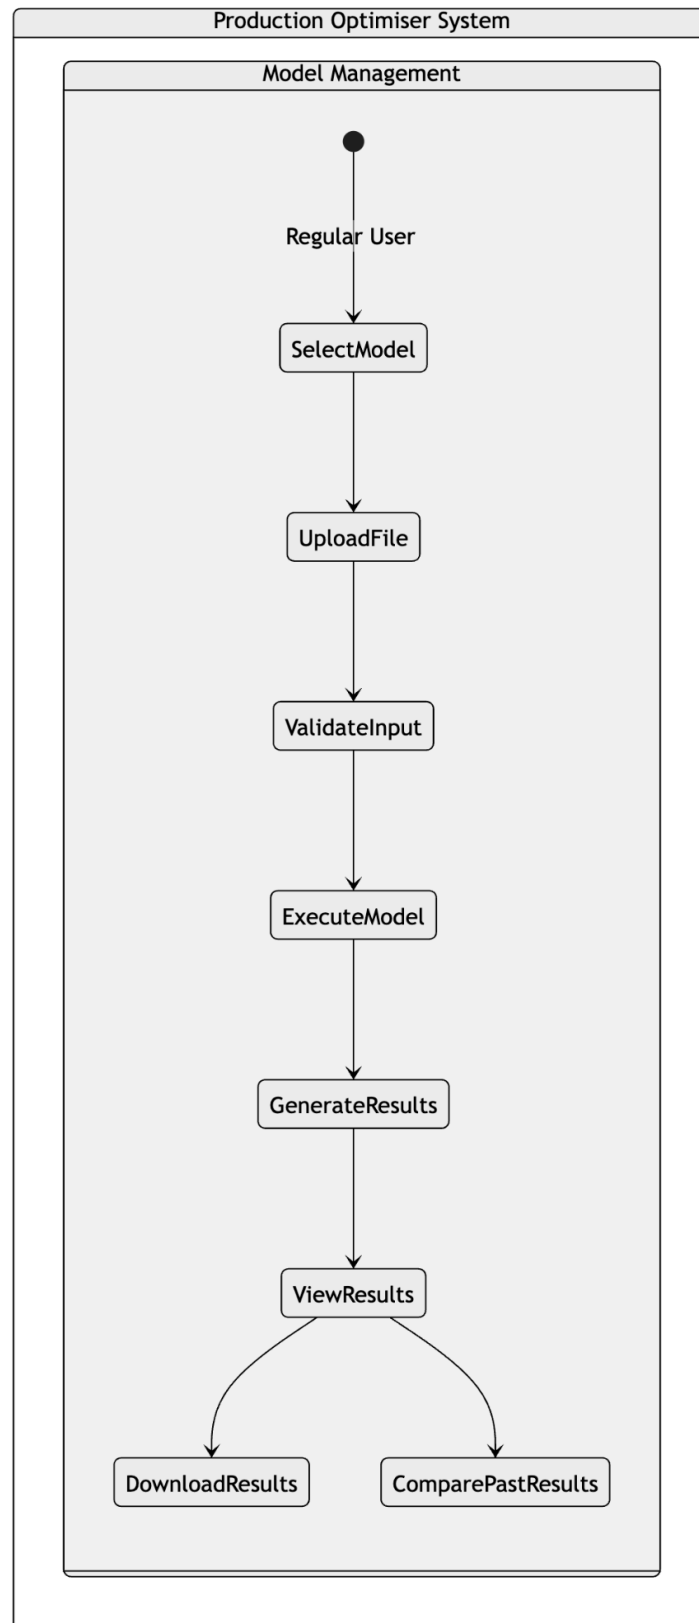 Production Optimiser System
Model Management
Regular User
SelectModel
UploadFile
ValidateInput
ExecuteModel
GenerateResults
ViewResults
DownloadResults
ComparePastResults